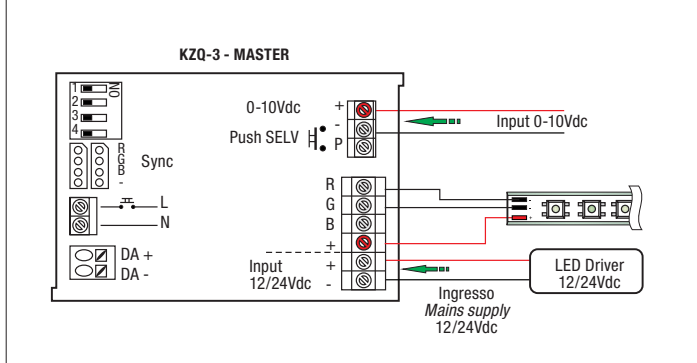 KZQ-3 - MASTER
1
2
3
4
NO
R
G
B
-
Sync
L
N
DA +
DA -
0-10Vdc
+
-
Push SELV
P
R
G
B
+
Input
12/24Vdc
+
-
Input 0-10Vdc
-
-
+
LED Driver
12/24Vdc
Ingresso
Mains supply
12/24Vdc